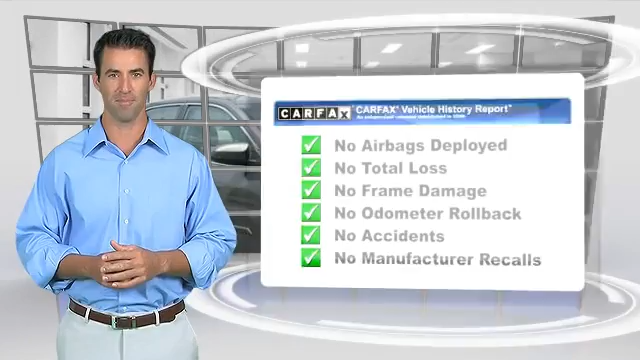 CARFAX CARFAX Vehicle History Report™
No Airbags Deployed
No Total Loss
No Frame Damage
No Odometer Rollback
No Accidents
No Manufacturer Recalls